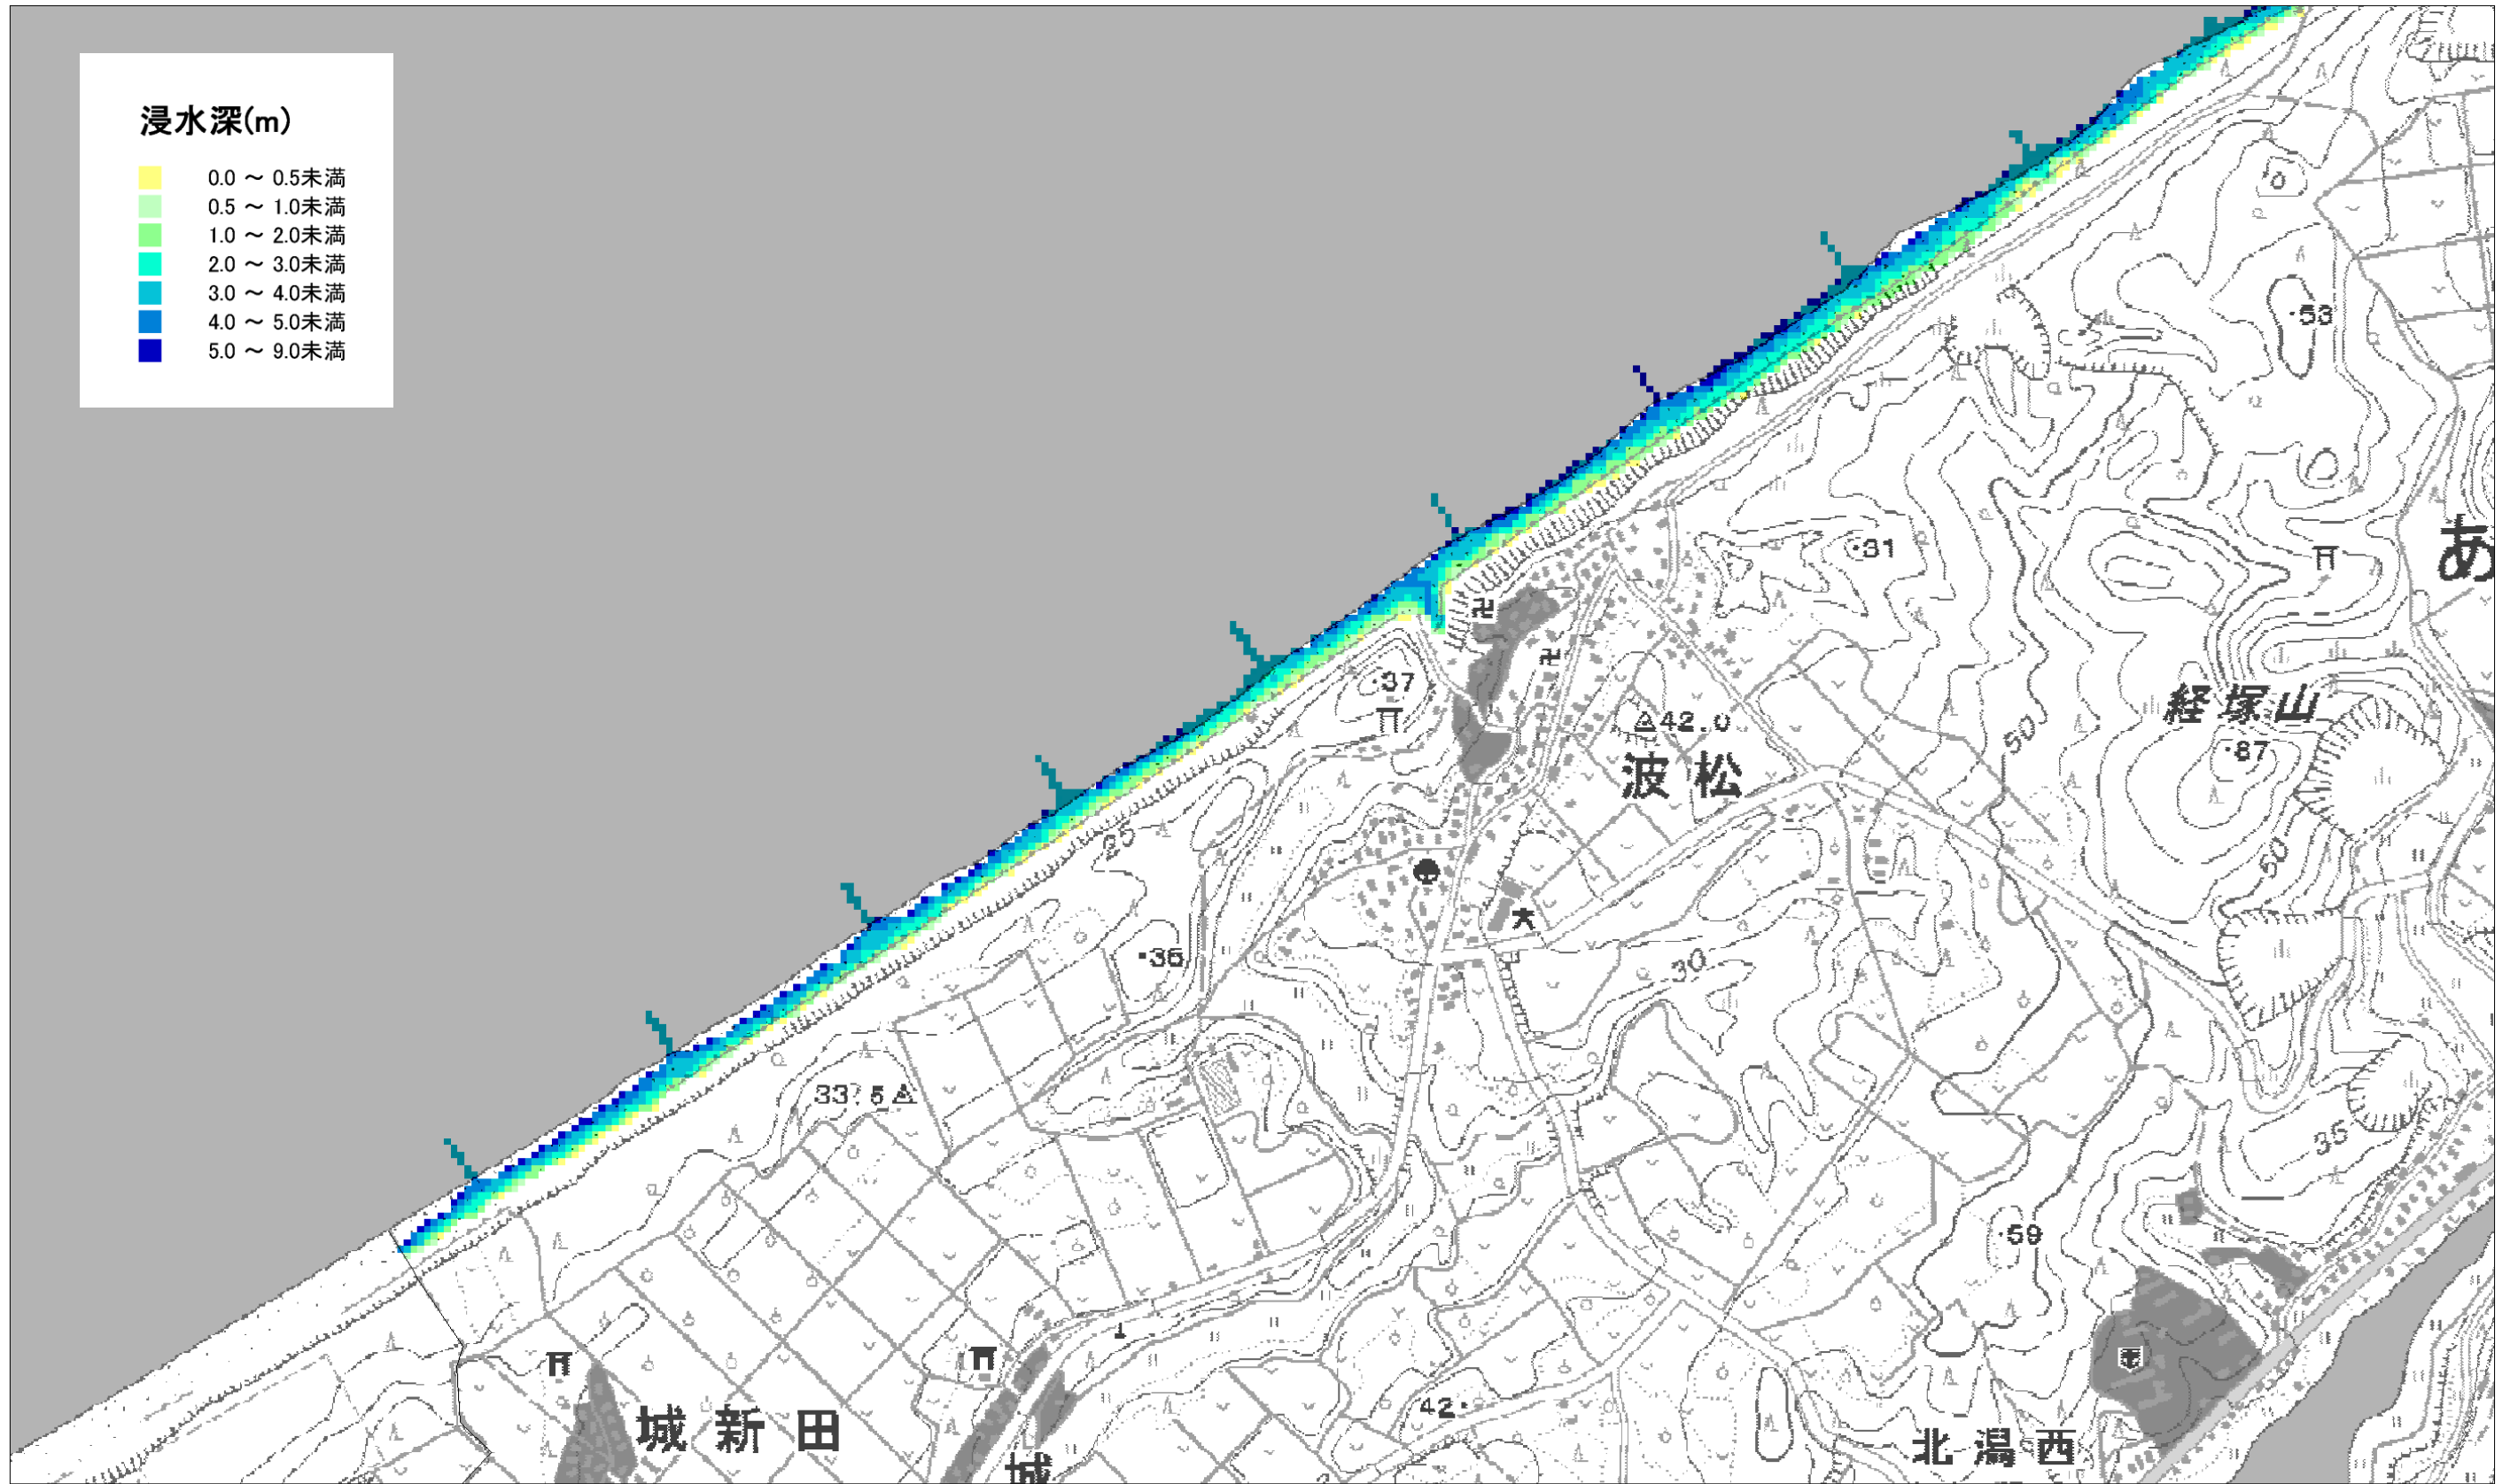 浸水深(m)
0.0 ～ 0.5未満
0.5 ～ 1.0未満
1.0 ～ 2.0未満
2.0 ～ 3.0未満
3.0 ～ 4.0未満
4.0 ～ 5.0未満
5.0 ～ 9.0未満
・53
あ
・31
・37
42.0
波松
50
経塚山
・87
25
50
・36
30
33.5
35
・59
42・
城新田
城
北潟西